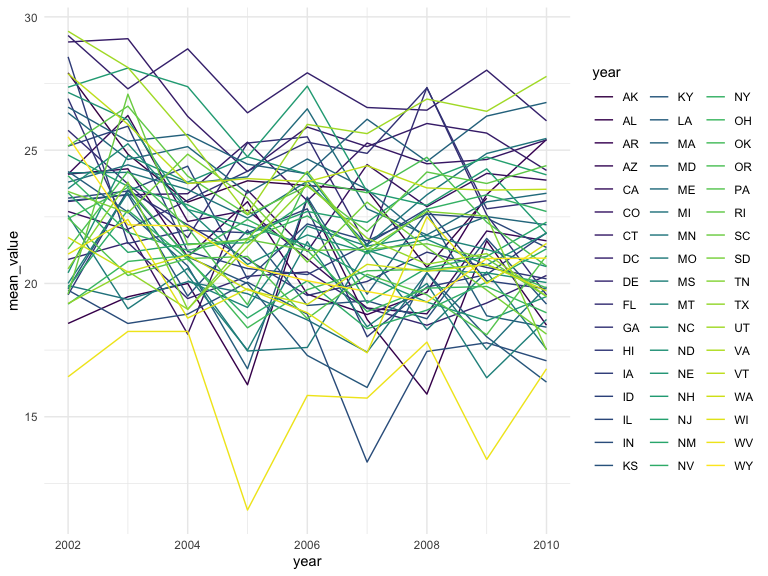 30
25
20
15
mean_value
2002
2004
2006
2008
2010
year
year
AK
AL
AR
AZ
CA
CO
CT
DC
DE
FL
GA
HI
IA
ID
IL
IN
KS
KY
LA
MA
MD
ME
MI
MN
MO
MS
MT
NC
ND
NE
NH
NJ
NM
NV
NY
OH
OK
OR
PA
RI
SC
SD
TN
TX
UT
VA
VT
WA
WI
WV
WY